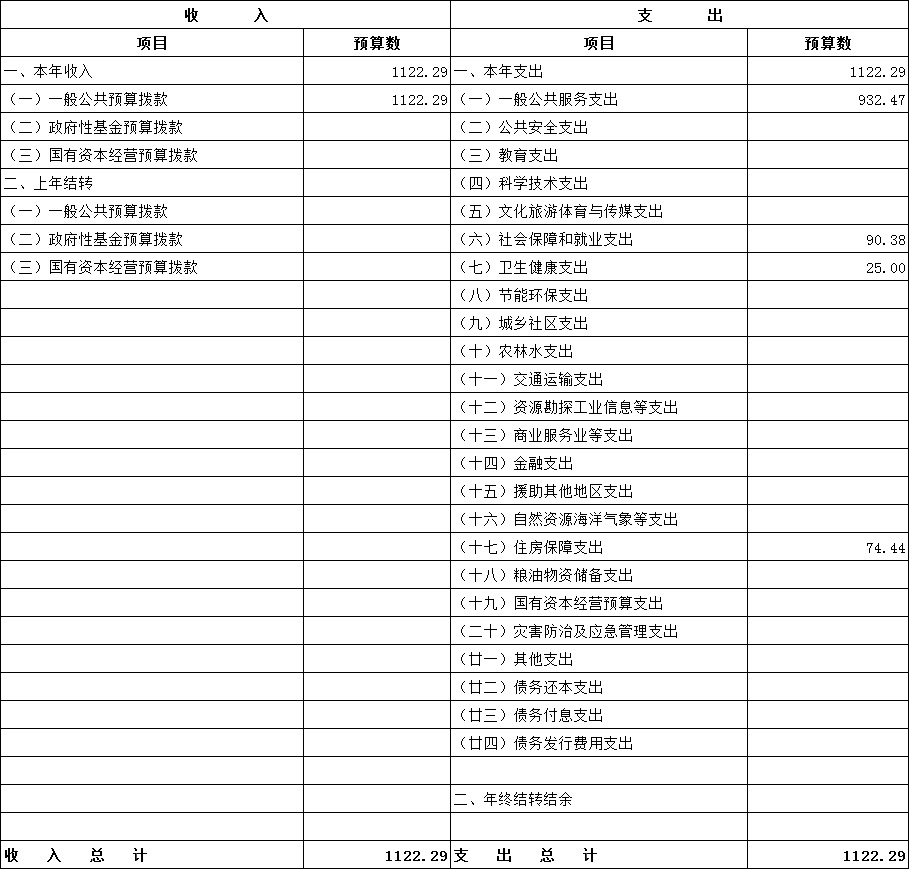 收 入 支 出
项目 预算数 项目 预算数
一、本年收入 1122.29 一、本年支出 1122.29
（一）一般公共预算拨款 1122.29 （一）一般公共服务支出 932.47
（二）政府性基金预算拨款 （二）公共安全支出
（三）国有资本经营预算拨款 （三）教育支出
二、上年结转 （四）科学技术支出
（一）一般公共预算拨款 （五）文化旅游体育与传媒支出
（二）政府性基金预算拨款 （六）社会保障和就业支出 90.38
（三）国有资本经营预算拨款 （七）卫生健康支出 25.00
（八）节能环保支出
（九）城乡社区支出
（十）农林水支出
（十一）交通运输支出
（十二）资源勘探工业信息等支出
（十三）商业服务业等支出
（十四）金融支出
（十五）援助其他地区支出
（十六）自然资源海洋气象等支出
（十七）住房保障支出 74.44
（十八）粮油物资储备支出
（十九）国有资本经营预算支出
（二十）灾害防治及应急管理支出
（廿一）其他支出
（廿二）债务还本支出
（廿三）债务付息支出
（廿四）债务发行费用支出
二、年终结转结余
收 入 总 计 1122.29 支 出 总 计 1122.29